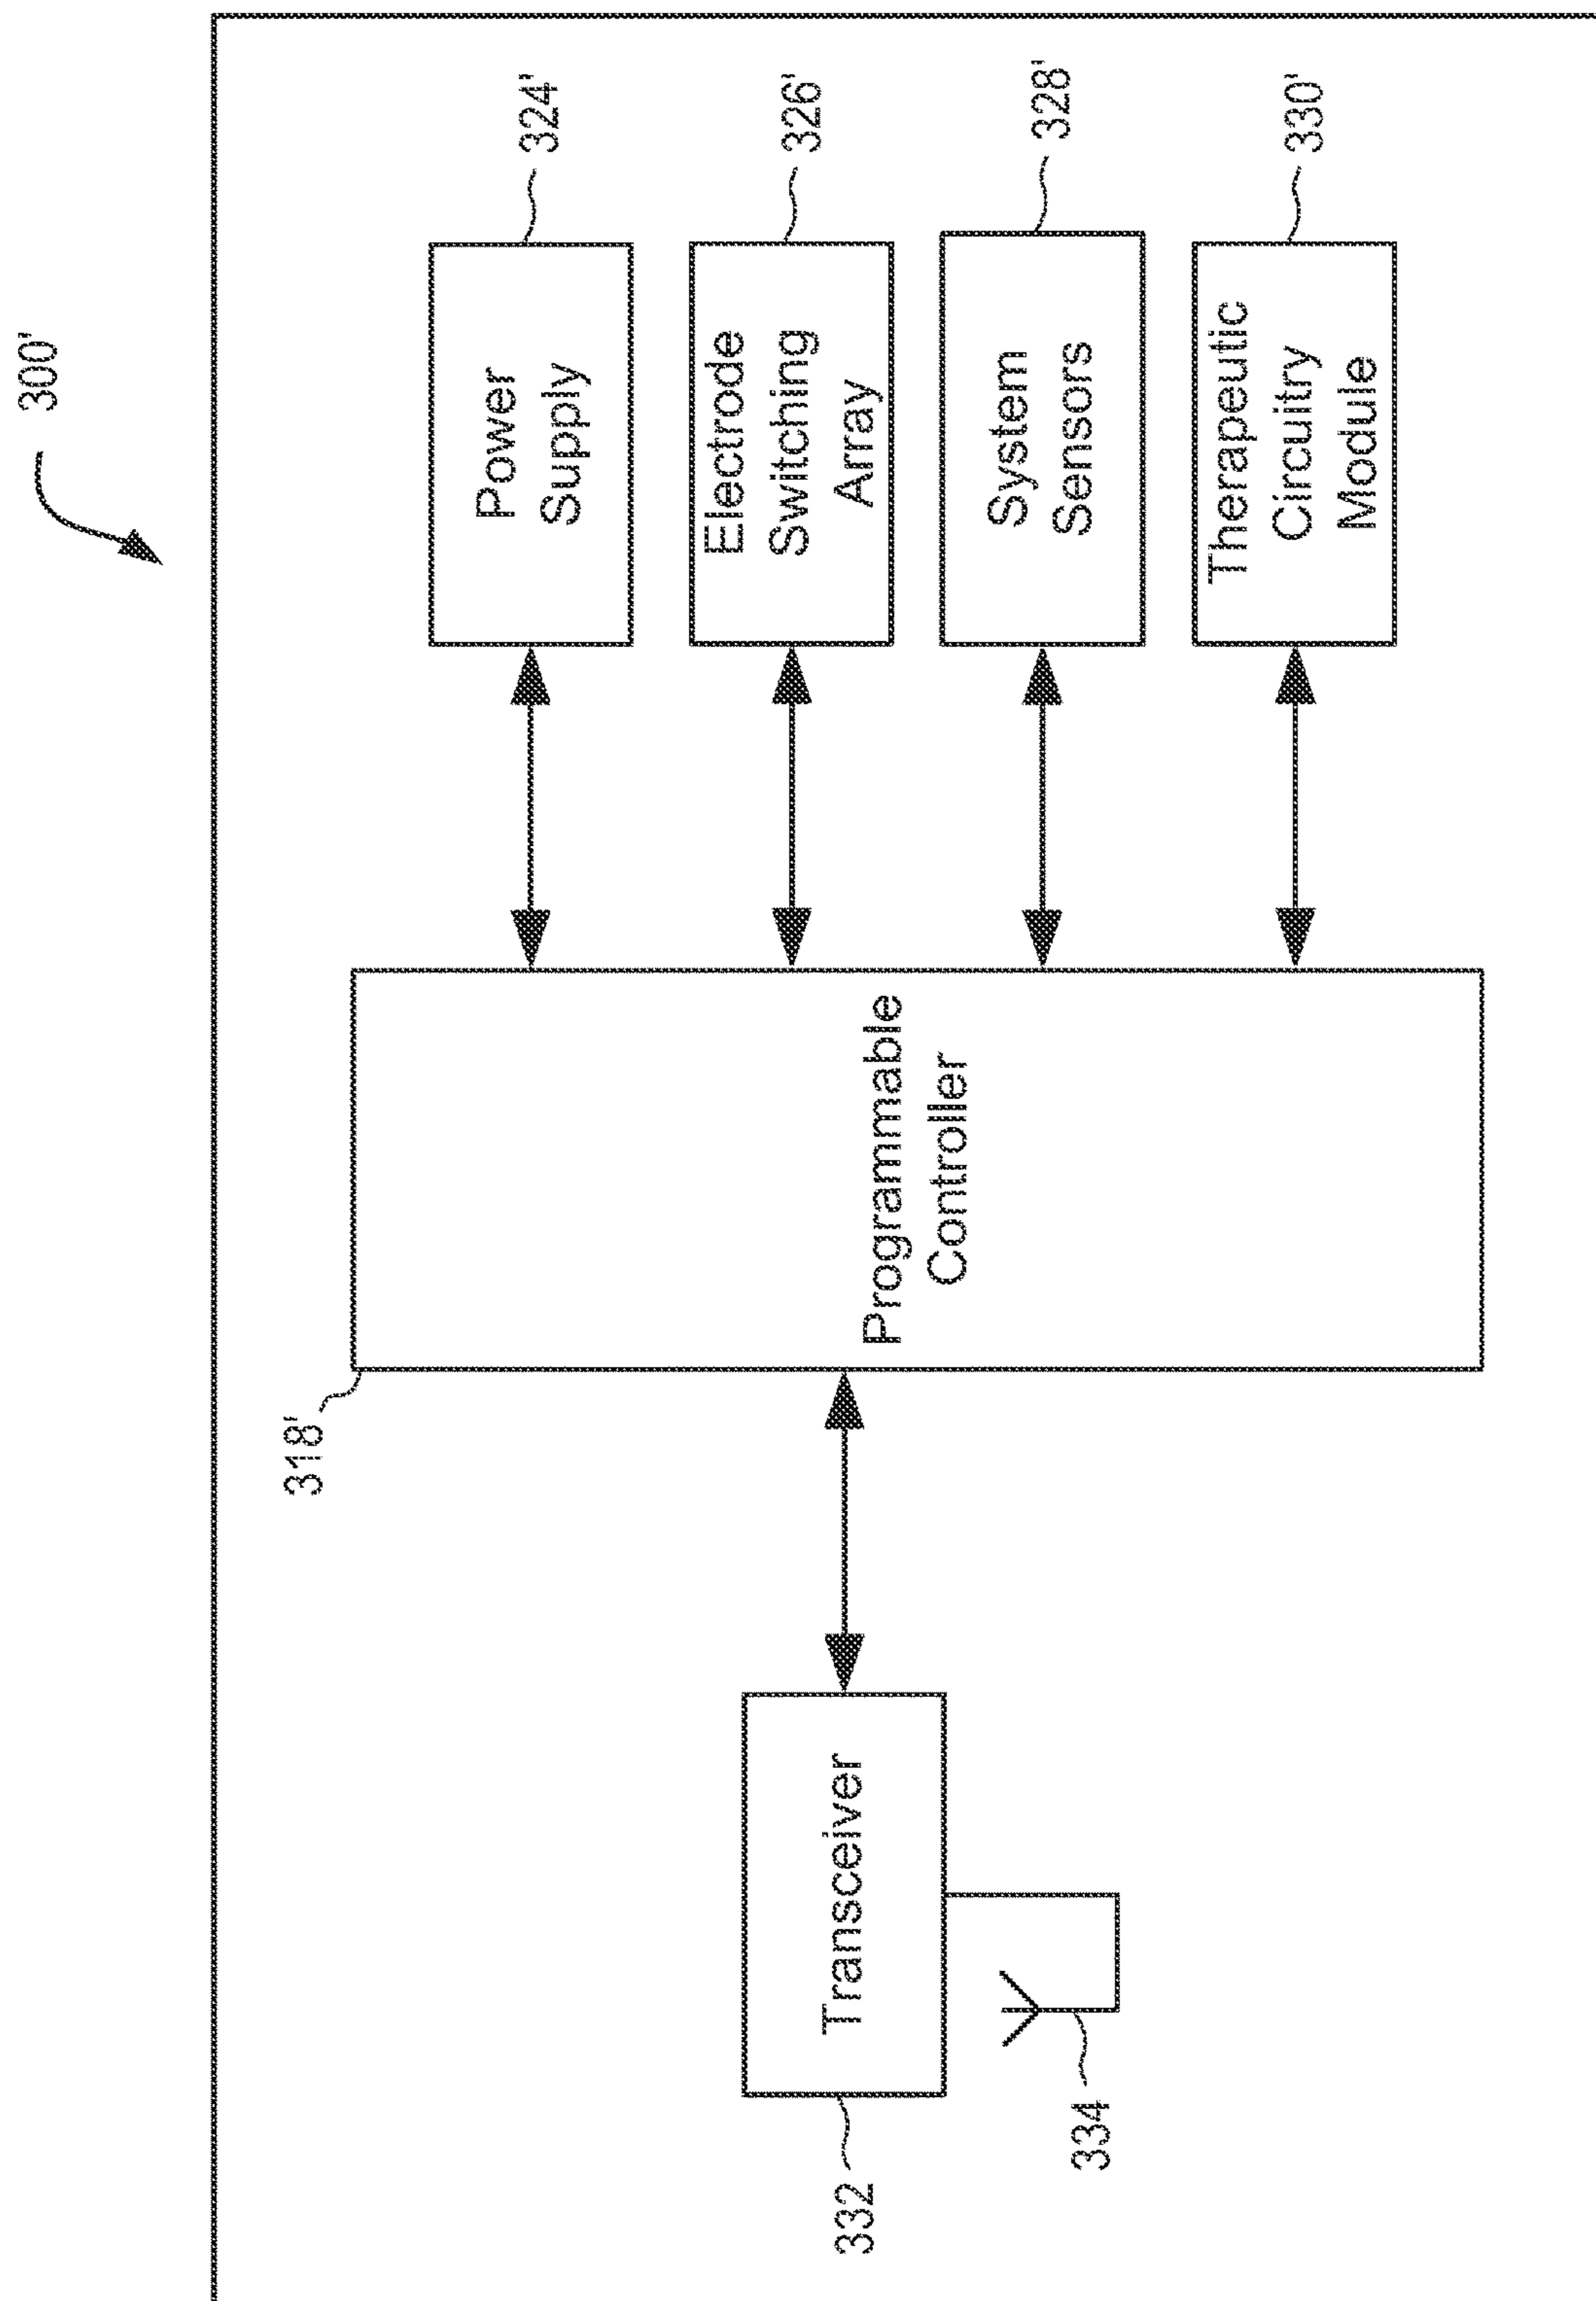 300'
324'
Power
Supply
326'
Electrode
Switching
Array
328'
System
Sensors
330'
Therapeutic
Circuitry
Module
318'
Programmable
Controller
Transceiver
332
334